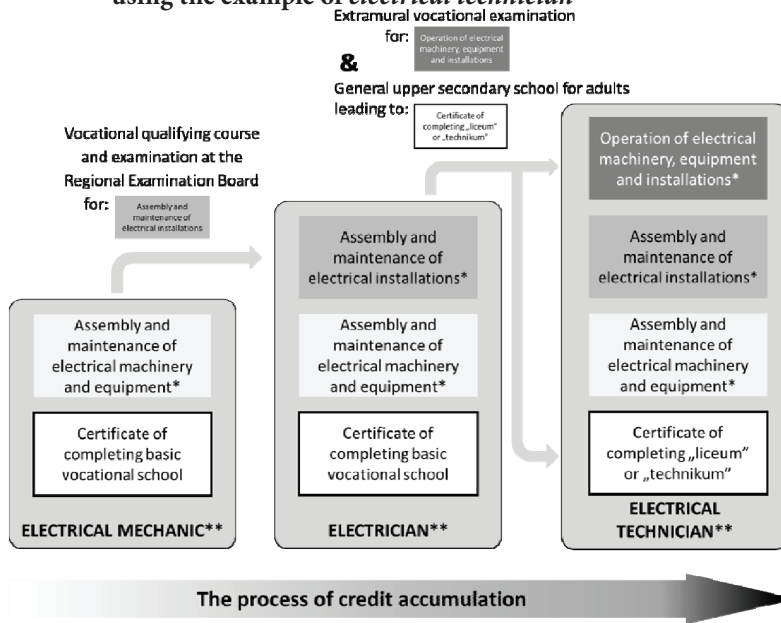 using the example of electrical technician
Extramural vocational examination
for:
Operation of electrical
machinery, equipment
and installations
&
General upper secondary school for adults
leading to:
Certificate of
completing „liceum”
or „technikum”
Vocational qualifying course
and examination at the
Regional Examination Board
for:
Assembly and
maintenance of
electrical installations
Assembly and
maintenance of
electrical machinery
and equipment*
Certificate of
completing basic
vocational school
ELECTRICAL MECHANIC**
Assembly and
maintenance of
electrical installations*
Assembly and
maintenance of
electrical machinery
and equipment*
Certificate of
completing basic
vocational school
ELECTRICIAN**
Operation of electrical
machinery, equipment
and installations*
Assembly and
maintenance of
electrical installations*
Assembly and
maintenance of
electrical machinery
and equipment*
Certificate of
completing „liceum”
or „technikum”
ELECTRICAL
TECHNICIAN**
The process of credit accumulation